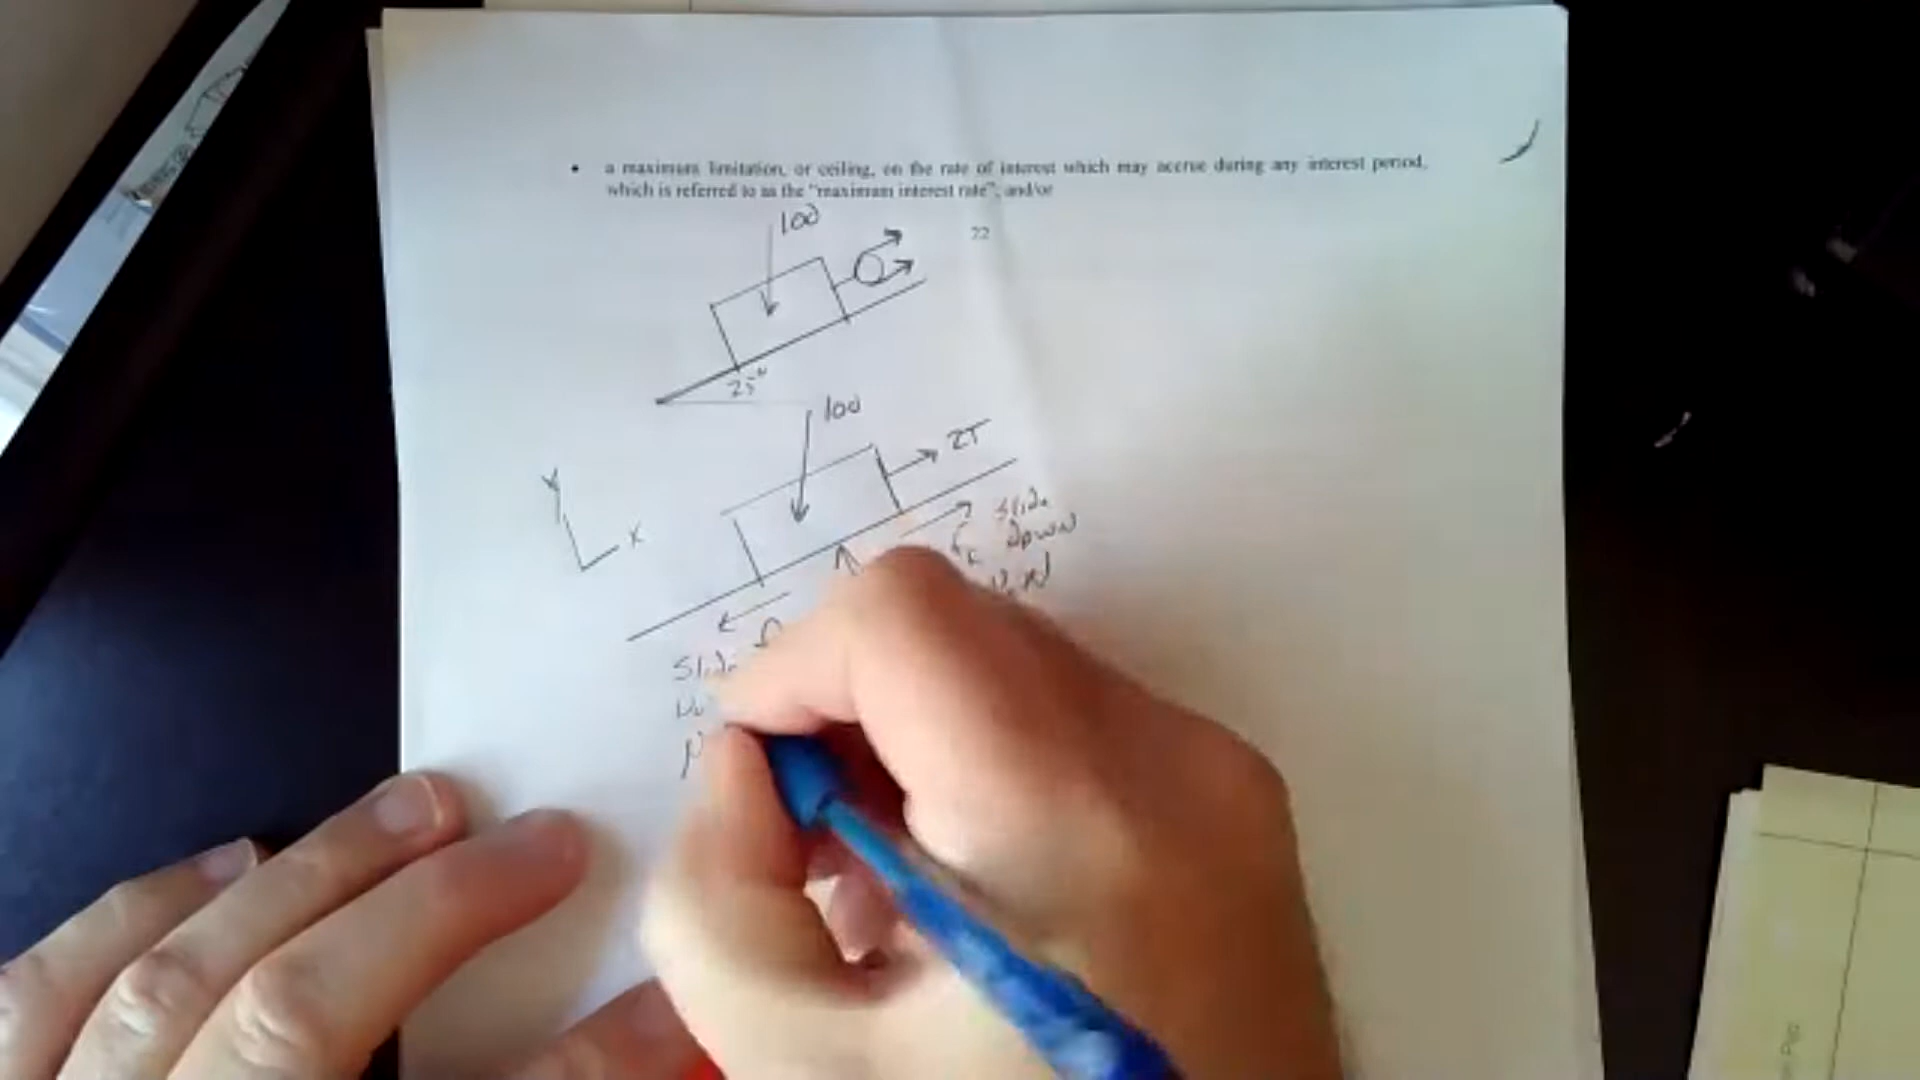 • a maximum limitation, or ceiling, on the rate of interest which may accrue during any interest period,
which is referred to as the "maximum interest rate"; and/or
22
100
25°
100
2T
Y
X
Slide
Down
Slide